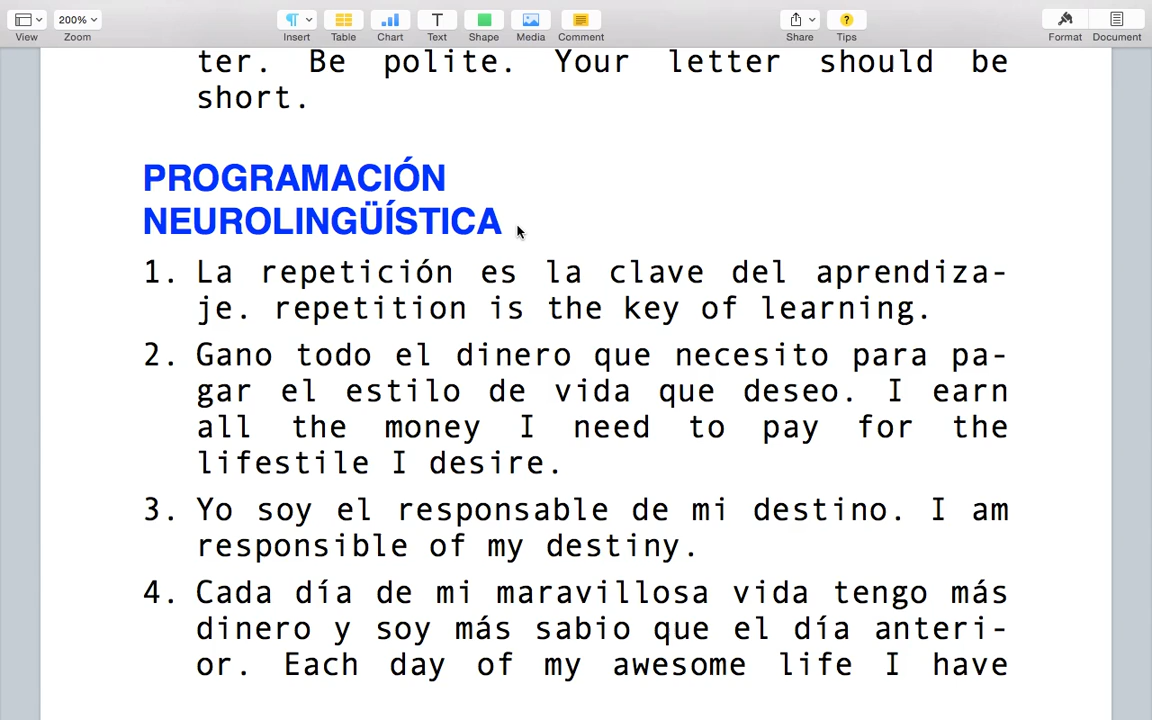 200%
View
Zoom
Insert
Table
Chart
Text
Shape
Media
Comment
Share
Tips
Format
Document
ter. Be polite. Your letter should be
short.
PROGRAMACIÓN
NEUROLINGÜÍSTICA
1. La repetición es la clave del aprendiza-
je. repetition is the key of learning.
2. Gano todo el dinero que necesito para pa-
gar el estilo de vida que deseo. I earn
all the money I need to pay for the
lifestile I desire.
3. Yo soy el responsable de mi destino. I am
responsible of my destiny.
4. Cada día de mi maravillosa vida tengo más
dinero y soy más sabio que el día anteri-
or. Each day of my awesome life I have